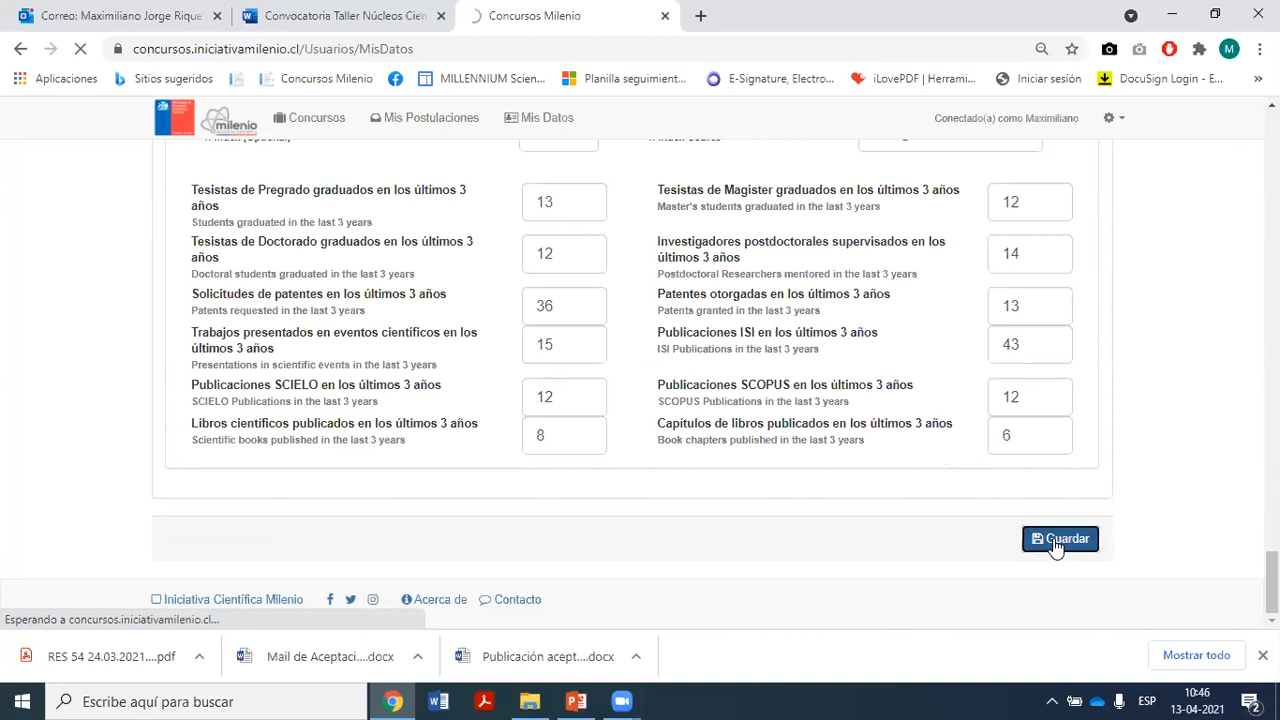 Correo: Maximiliano Jorge Rique
Convocatoria Taller Núcleos Cien
Concursos Milenio
concursos.iniciativamilenio.cl/Usuarios/MisDatos
M
Aplicaciones
Sitios sugeridos
Concursos Milenio
MILLENNIUM Scien...
Planilla seguimient...
E-Signature, Electro...
iLovePDF | Herrami...
Iniciar sesión
DocuSign Login - E...
milenio
Concursos
Mis Postulaciones
Mis Datos
Conectado(a) como Maximiliano
Tesistas de Pregrado graduados en los últimos 3
años
Students graduated in the last 3 years
13
Tesistas de Magister graduados en los últimos 3 años
Master's students graduated in the last 3 years
12
Tesistas de Doctorado graduados en los últimos 3
años
Doctoral students graduated in the last 3 years
12
Investigadores postdoctorales supervisados en los
últimos 3 años
Postdoctoral Researchers mentored in the last 3 years
14
Solicitudes de patentes en los últimos 3 años
Patents requested in the last 3 years
36
Patentes otorgadas en los últimos 3 años
Patents granted in the last 3 years
13
Trabajos presentados en eventos científicos en los
últimos 3 años
Presentations in scientific events in the last 3 years
15
Publicaciones ISI en los últimos 3 años
ISI Publications in the last 3 years
43
Publicaciones SCIELO en los últimos 3 años
SCIELO Publications in the last 3 years
12
Publicaciones SCOPUS en los últimos 3 años
SCOPUS Publications in the last 3 years
12
Libros científicos publicados en los últimos 3 años
Scientific books published in the last 3 years
8
Capítulos de libros publicados en los últimos 3 años
Book chapters published in the last 3 years
6
Guardar
Iniciativa Científica Milenio
Acerca de
Contacto
Esperando a concursos.iniciativamilenio.cl...
RES 54 24.03.2021....pdf
Mail de Aceptaci....docx
Publicación acept....docx
Mostrar todo
Escribe aquí para buscar
ESP
10:46
13-04-2021
2